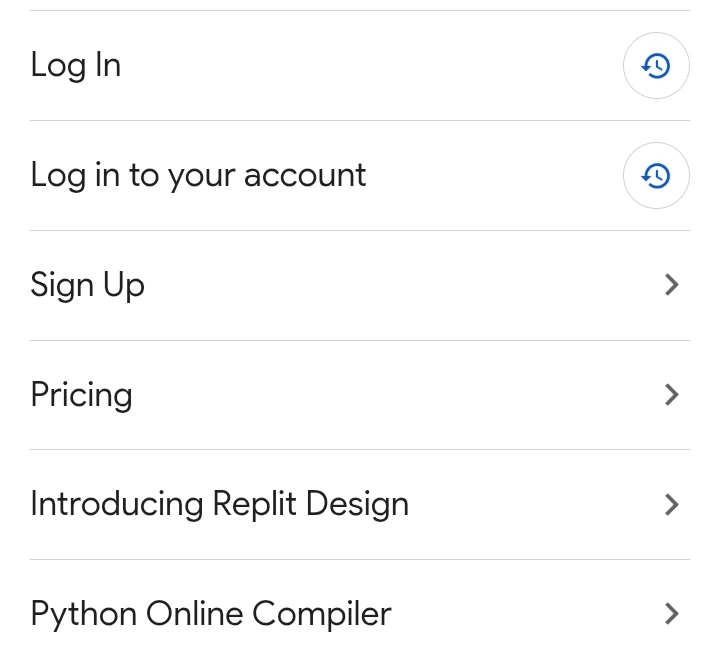 Log In
Log in to your account
Sign Up
Pricing
Introducing Replit Design
Python Online Compiler